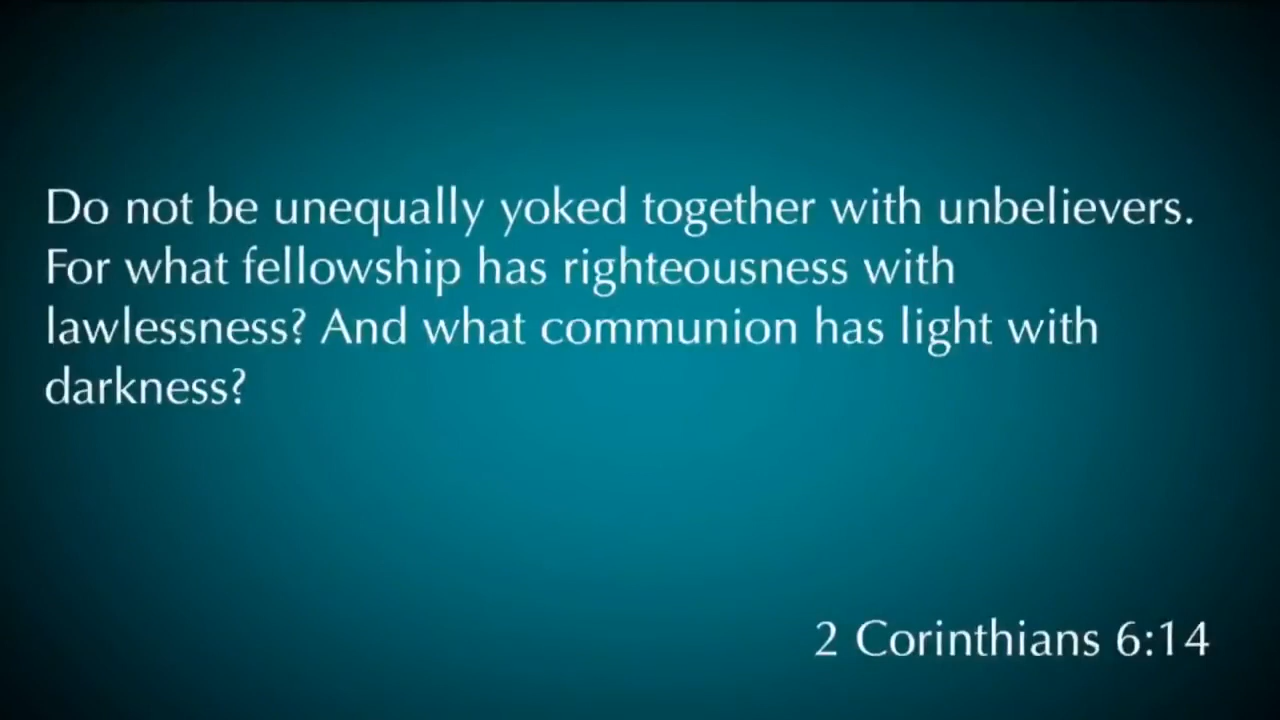 Do not be unequally yoked together with unbelievers.
For what fellowship has righteousness with
lawlessness? And what communion has light with
darkness?
2 Corinthians 6:14